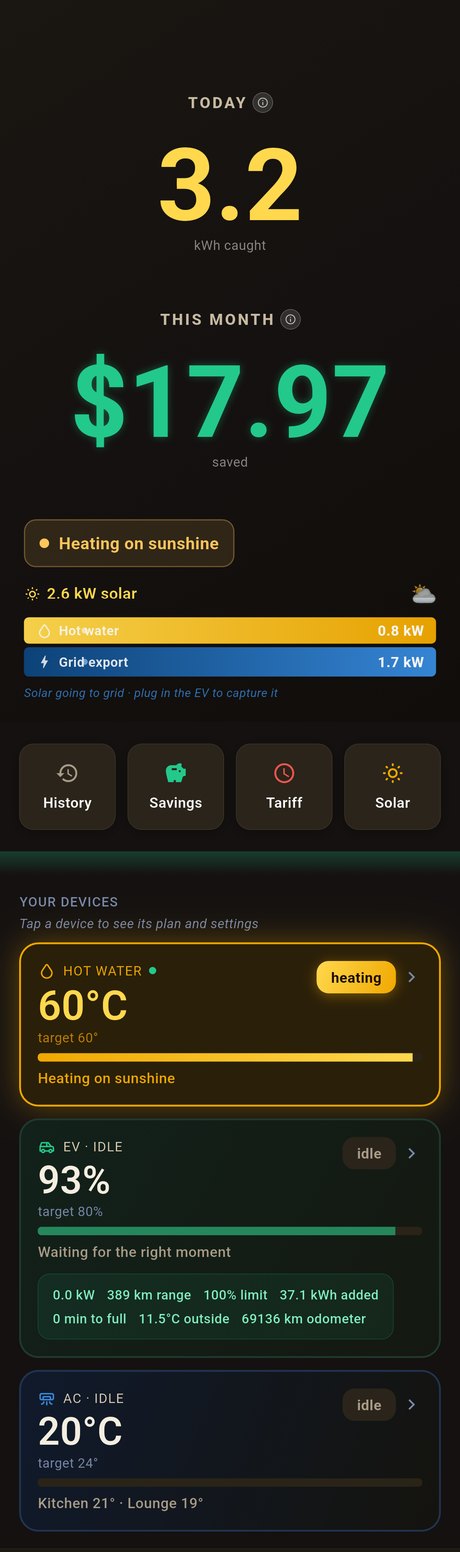 TODAY
3.2
kWh caught
THIS MONTH
$17.97
saved
Heating on sunshine
2.6 kW solar
Hot water 0.8 kW
Grid export 1.7 kW
Solar going to grid · plug in the EV to capture it
History Savings Tariff Solar
YOUR DEVICES
Tap a device to see its plan and settings
HOT WATER heating
60°C
target 60°
Heating on sunshine
EV · IDLE idle
93%
target 80%
Waiting for the right moment
0.0 kW 389 km range 100% limit 37.1 kWh added
0 min to full 11.5°C outside 69136 km odometer
AC · IDLE idle
20°C
target 24°
Kitchen 21° · Lounge 19°